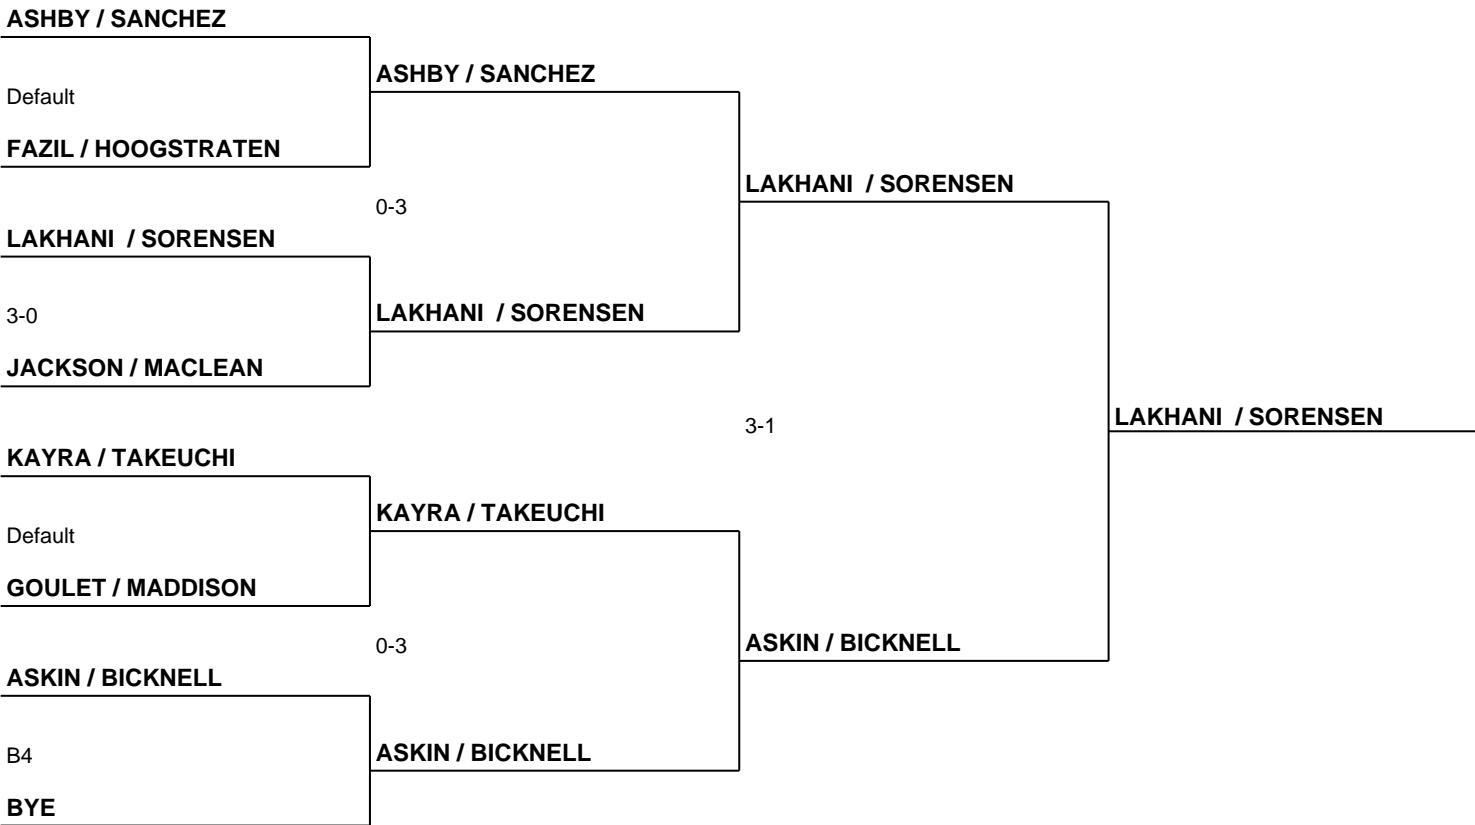 ASHBY / SANCHEZ
Default
FAZIL / HOOGSTRATEN
LAKHANI  / SORENSEN
3-0
JACKSON / MACLEAN
KAYRA / TAKEUCHI
Default
GOULET / MADDISON
ASKIN / BICKNELL
B4
BYE
ASHBY / SANCHEZ
0-3
LAKHANI  / SORENSEN
KAYRA / TAKEUCHI
0-3
ASKIN / BICKNELL
LAKHANI  / SORENSEN
3-1
ASKIN / BICKNELL
LAKHANI  / SORENSEN